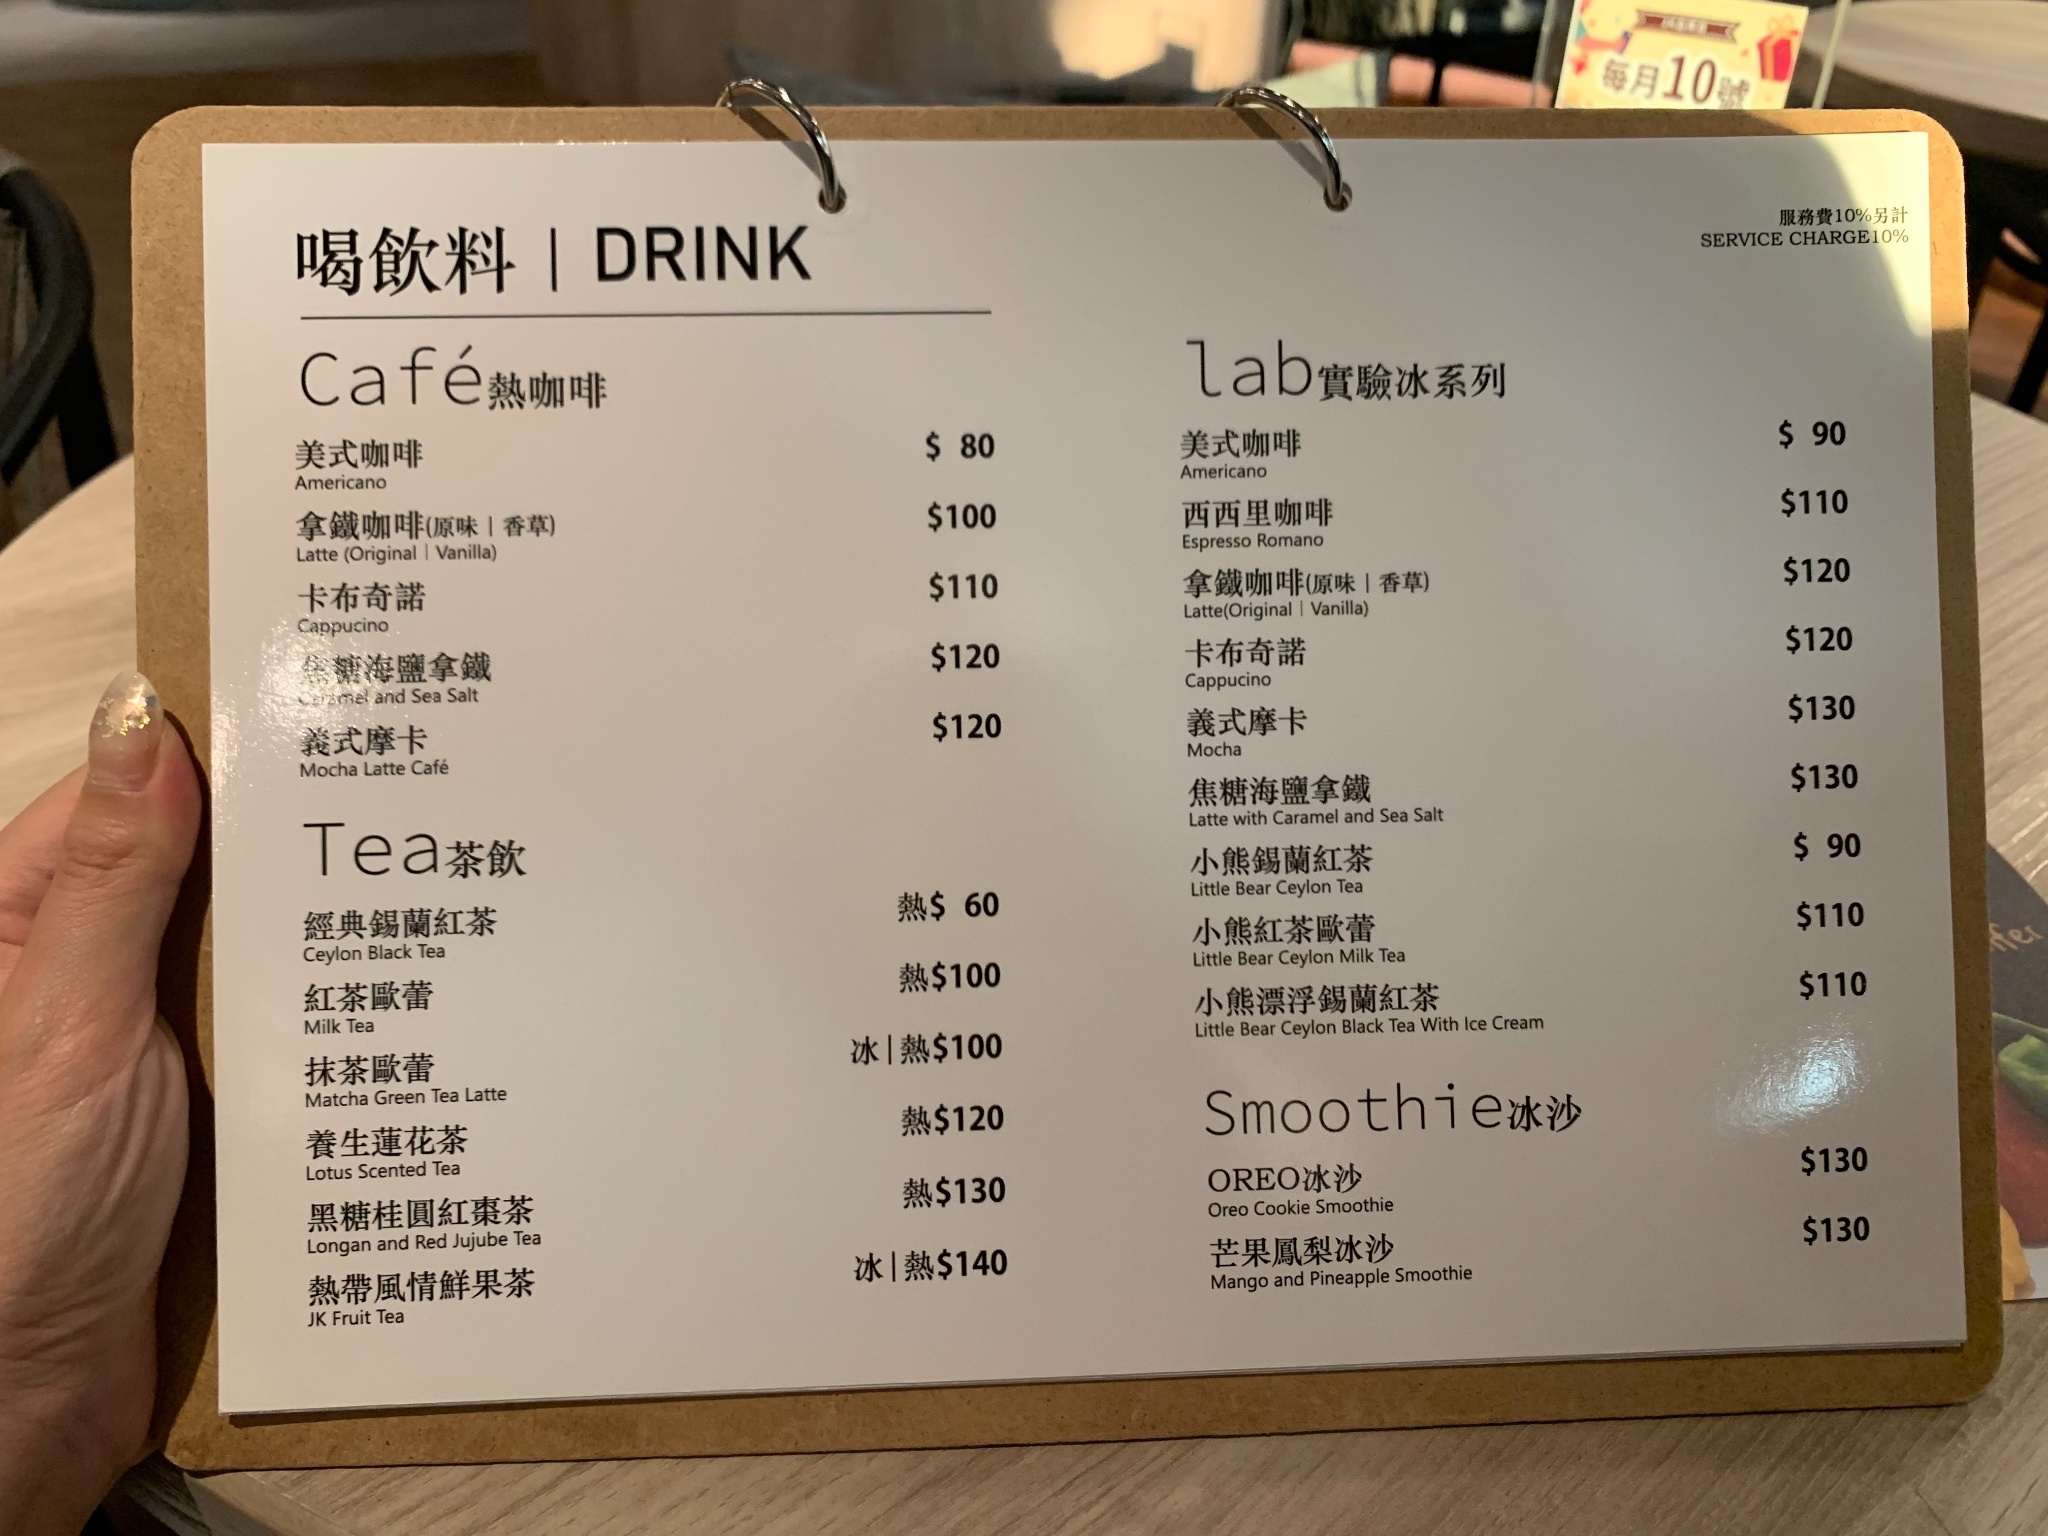 每月10號
服務費10%另計
SERVICE CHARGE10%
喝飲料 | DRINK
Café熱咖啡
美式咖啡 $ 80
Americano
拿鐵咖啡(原味 | 香草) $100
Latte (Original | Vanilla)
卡布奇諾 $110
Cappucino
焦糖海鹽拿鐵 $120
Caramel and Sea Salt
義式摩卡 $120
Mocha Latte Café
Tea茶飲
經典錫蘭紅茶 熱$ 60
Ceylon Black Tea
紅茶歐蕾 熱$100
Milk Tea
抹茶歐蕾 冰|熱$100
Matcha Green Tea Latte
養生蓮花茶 熱$120
Lotus Scented Tea
黑糖桂圓紅棗茶 熱$130
Longan and Red Jujube Tea
熱帶風情鮮果茶 冰|熱$140
JK Fruit Tea
lab實驗冰系列
美式咖啡 $ 90
Americano
西西里咖啡 $110
Espresso Romano
拿鐵咖啡(原味 | 香草) $120
Latte(Original | Vanilla)
卡布奇諾 $120
Cappucino
義式摩卡 $130
Mocha
焦糖海鹽拿鐵 $130
Latte with Caramel and Sea Salt
小熊錫蘭紅茶 $ 90
Little Bear Ceylon Tea
小熊紅茶歐蕾 $110
Little Bear Ceylon Milk Tea
小熊漂浮錫蘭紅茶 $110
Little Bear Ceylon Black Tea With Ice Cream
Smoothie冰沙
OREO冰沙 $130
Oreo Cookie Smoothie
芒果鳳梨冰沙 $130
Mango and Pineapple Smoothie